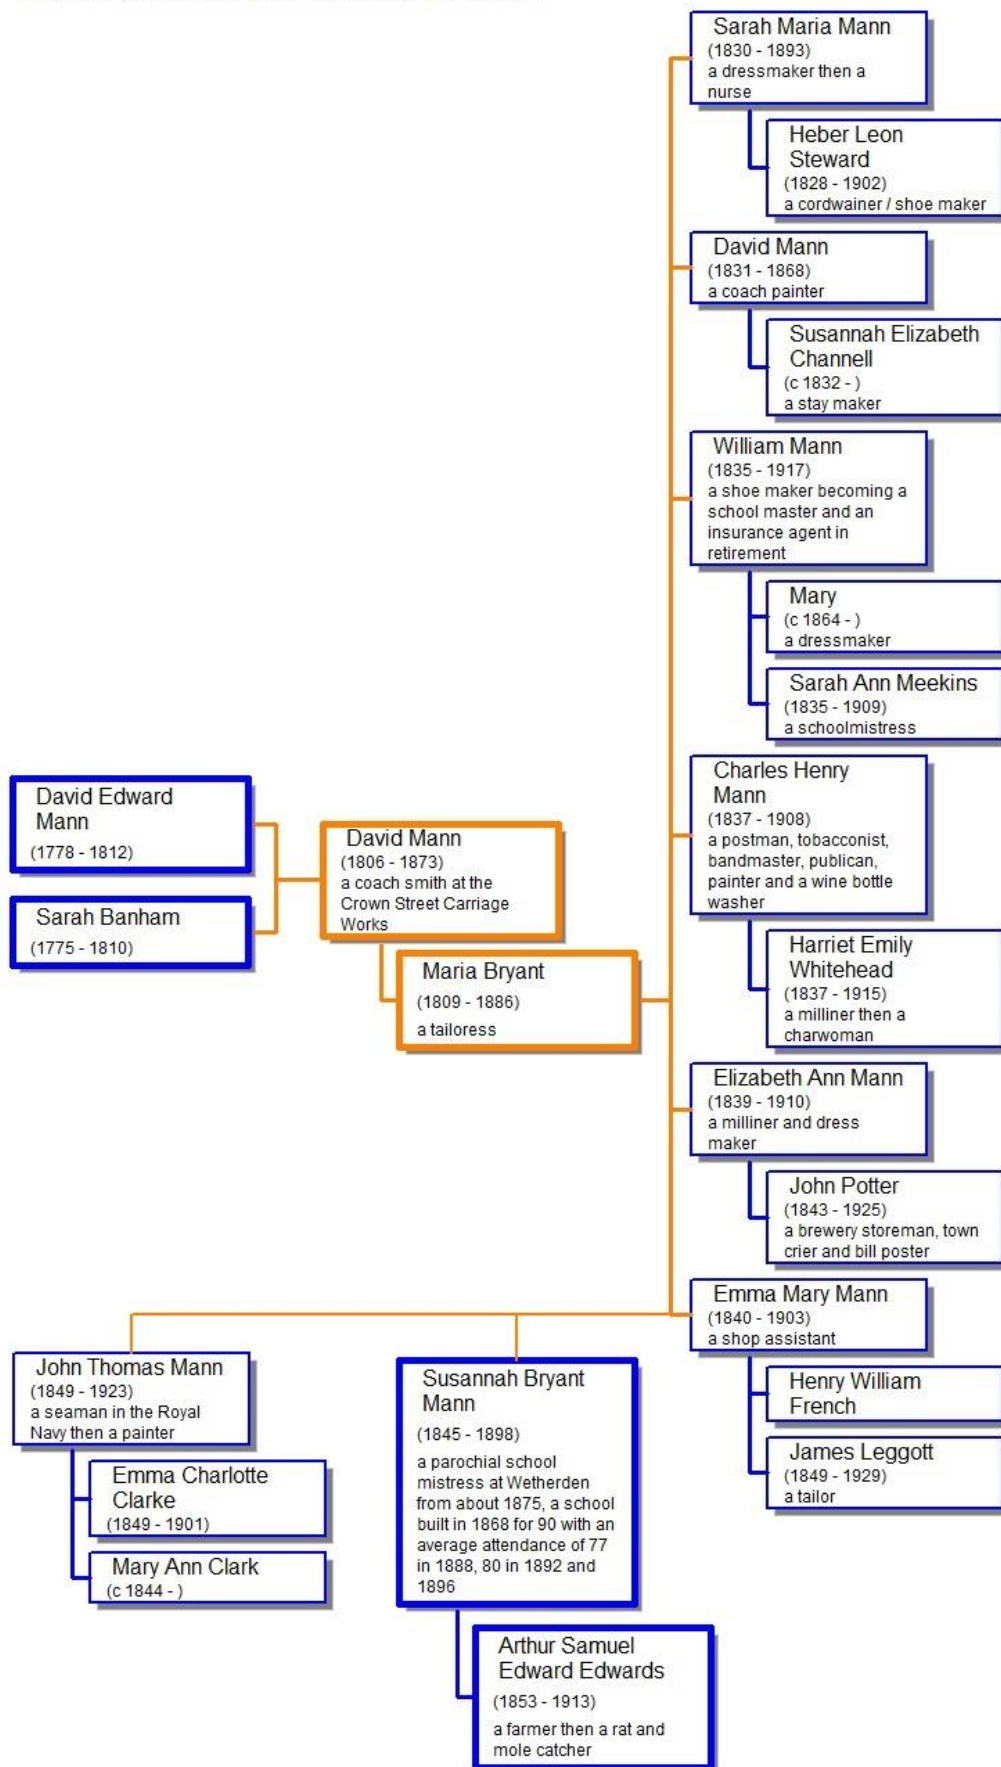 Sarah Maria Mann
(1830 - 1893)
a dressmaker then a
nurse
Heber Leon
Steward
(1828 - 1902)
a cordwainer / shoe maker
David Mann
(1831 - 1868)
a coach painter
Susannah Elizabeth
Channell
(c 1832 - )
a stay maker
William Mann
(1835 - 1917)
a shoe maker becoming a
school master and an
insurance agent in
retirement
Mary
(c 1864 - )
a dressmaker
Sarah Ann Meekins
(1835 - 1909)
a schoolmistress
David Edward
Mann
(1778 - 1812)
Sarah Banham
(1775 - 1810)
David Mann
(1806 - 1873)
a coach smith at the
Crown Street Carriage
Works
Maria Bryant
(1809 - 1886)
a tailoress
Charles Henry
Mann
(1837 - 1908)
a postman, tobacconist,
bandmaster, publican,
painter and a wine bottle
washer
Harriet Emily
Whitehead
(1837 - 1915)
a milliner then a
charwoman
Elizabeth Ann Mann
(1839 - 1910)
a milliner and dress
maker
John Potter
(1843 - 1925)
a brewery storeman, town
crier and bill poster
Emma Mary Mann
(1840 - 1903)
a shop assistant
Henry William
French
James Leggott
(1849 - 1929)
a tailor
John Thomas Mann
(1849 - 1923)
a seaman in the Royal
Navy then a painter
Emma Charlotte
Clarke
(1849 - 1901)
Mary Ann Clark
(c 1844 - )
Susannah Bryant
Mann
(1845 - 1898)
a parochial school
mistress at Wetherden
from about 1875, a school
built in 1868 for 90 with an
average attendance of 77
in 1888, 80 in 1892 and
1896
Arthur Samuel
Edward Edwards
(1853 - 1913)
a farmer then a rat and
mole catcher